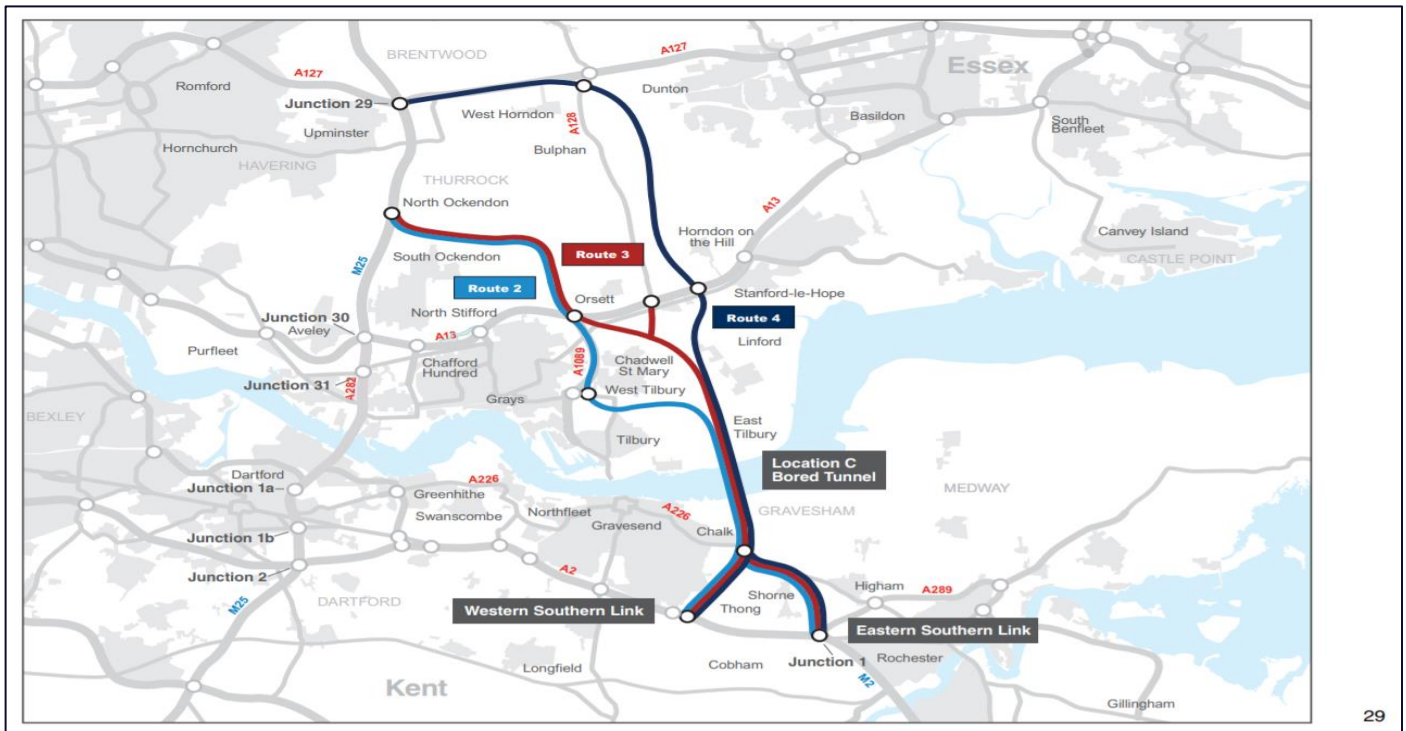 BRENTWOOD
A127
Essex
Romford
A127
Junction 29
West Horndon
Dunton
Upminster
A128
Basildon
South
Benfleet
Hornchurch
Bulphan
HAVERING
THURROCK
North Ockendon
A13
Horndon on
the Hill
Canvey Island
CASTLE POINT
M25
South Ockendon
Route 3
Route 2
Orsett
Stanford-le-Hope
North Stifford
Junction 30
Aveley
Route 4
A13
Linford
Purfleet
Chafford
Hundred
A1089
Chadwell
St Mary
Junction 31
A282
West Tilbury
Grays
BEXLEY
East
Tilbury
Tilbury
Location C
Bored Tunnel
Dartford
Junction 1a
A226
MEDWAY
Greenhithe
Northfleet
GRAVESHAM
Swanscombe
Gravesend
A226
Chalk
Junction 1b
A2
Junction 2
Higham
A289
Shorne
M25
DARTFORD
Western Southern Link
Thong
Eastern Southern Link
Cobham
Junction 1
Rochester
Longfield
M2
Kent
Gillingham
29